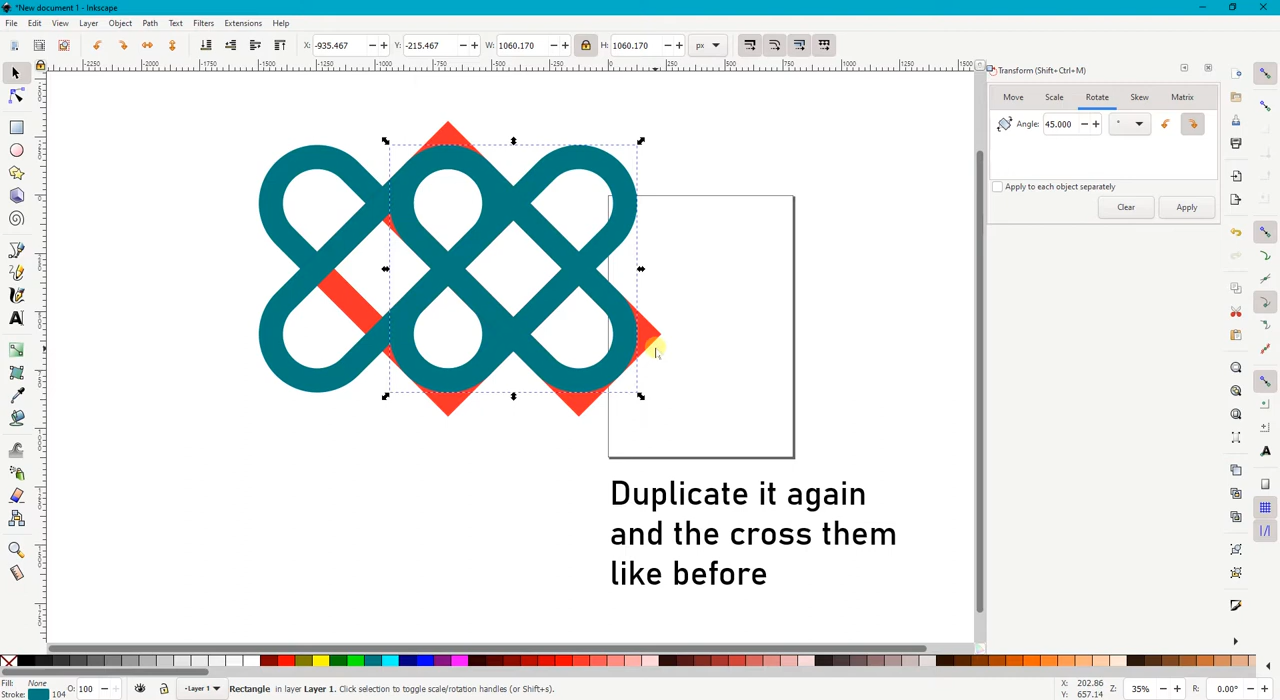 *New document 1 - Inkscape
File Edit View Layer Object Path Text Filters Extensions Help
X: -935.467 Y: -215.467 W: 1060.170 H: 1060.170 px
Transform (Shift+Ctrl+M)
Move Scale Rotate Skew Matrix
Angle: 45.000 °
Apply to each object separately
Clear Apply
Duplicate it again
and the cross them
like before
Fill: None
Stroke: 104 O: 100 Layer 1 Rectangle in layer Layer 1. Click selection to toggle scale/rotation handles (or Shift+s).
X: 202.86
Y: 657.14
Z: 35% R: 0.00°